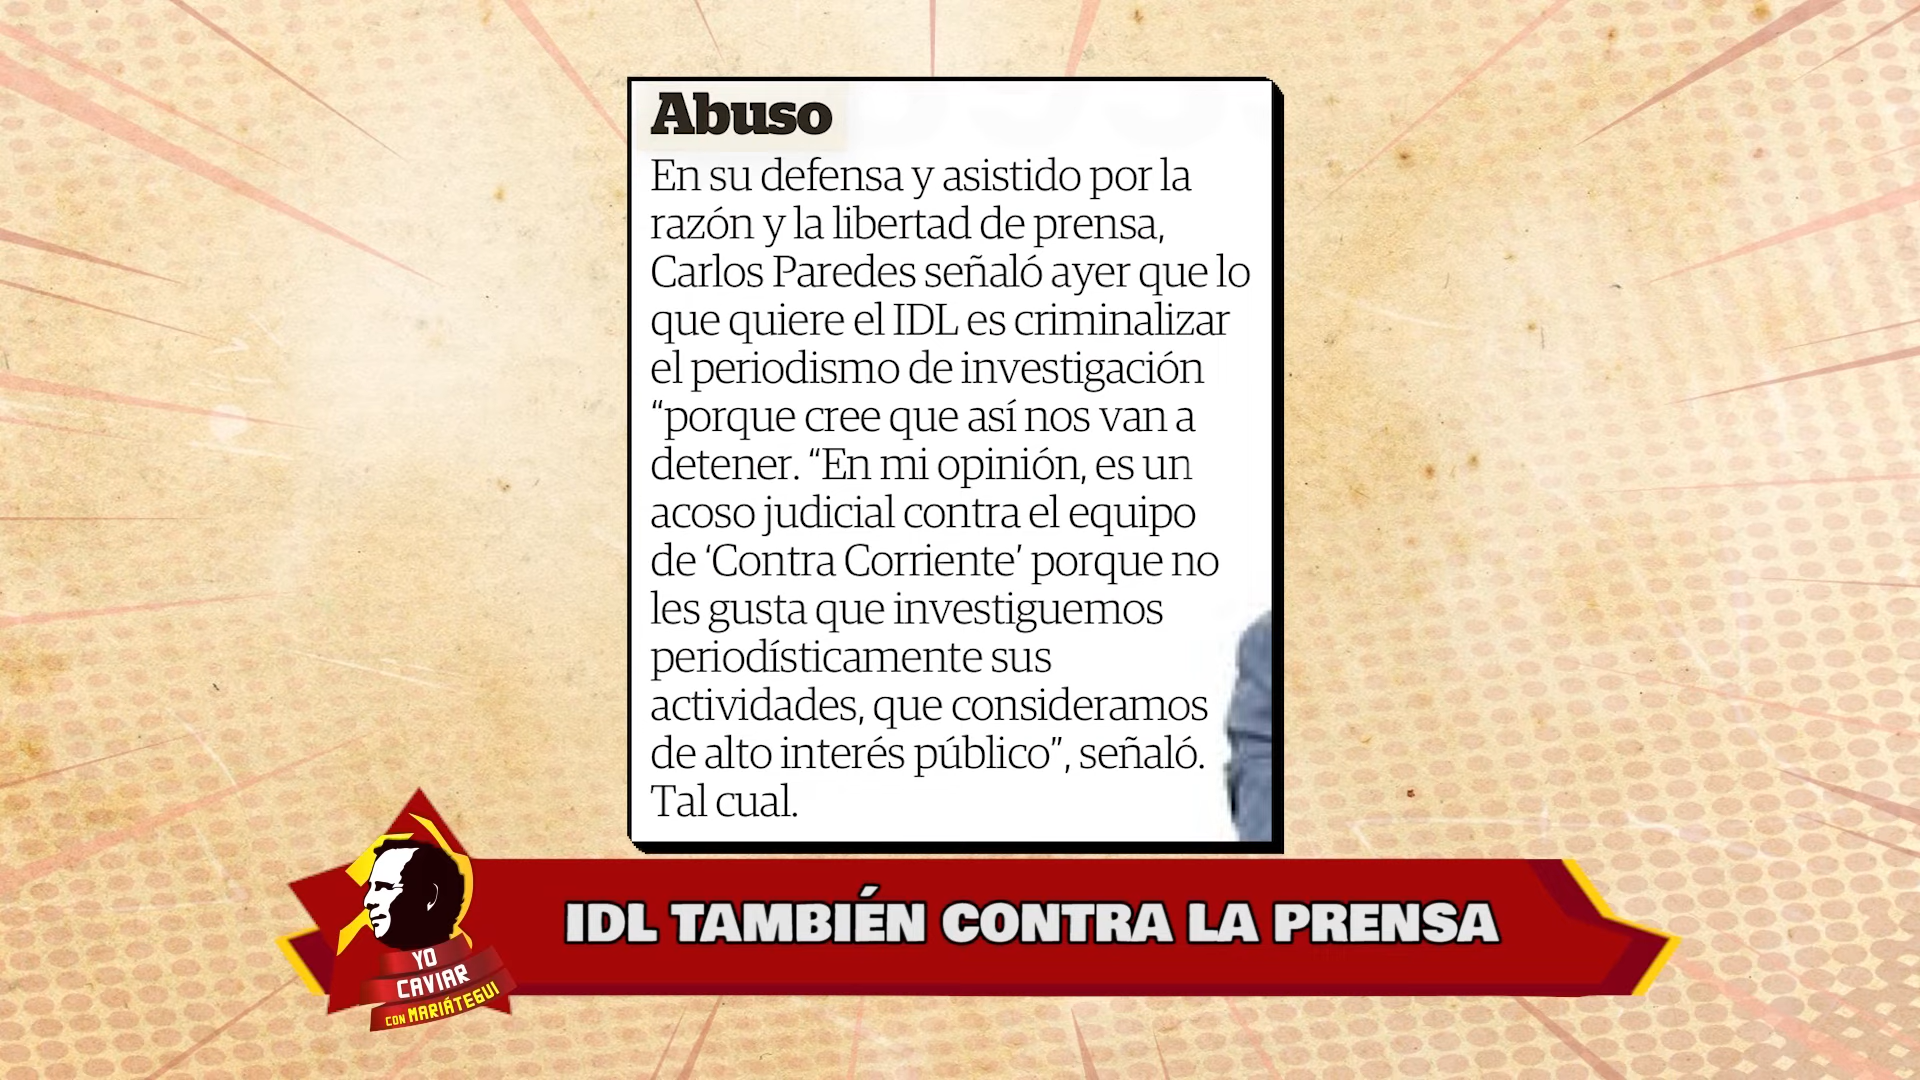 Abuso
En su defensa y asistido por la
razón y la libertad de prensa,
Carlos Paredes señaló ayer que lo
que quiere el IDL es criminalizar
el periodismo de investigación
“porque cree que así nos van a
detener. “En mi opinión, es un
acoso judicial contra el equipo
de ‘Contra Corriente’ porque no
les gusta que investiguemos
periodísticamente sus
actividades, que consideramos
de alto interés público”, señaló.
Tal cual.
IDL TAMBIÉN CONTRA LA PRENSA
YO
CAVIAR
CON MARIÁTEGUI